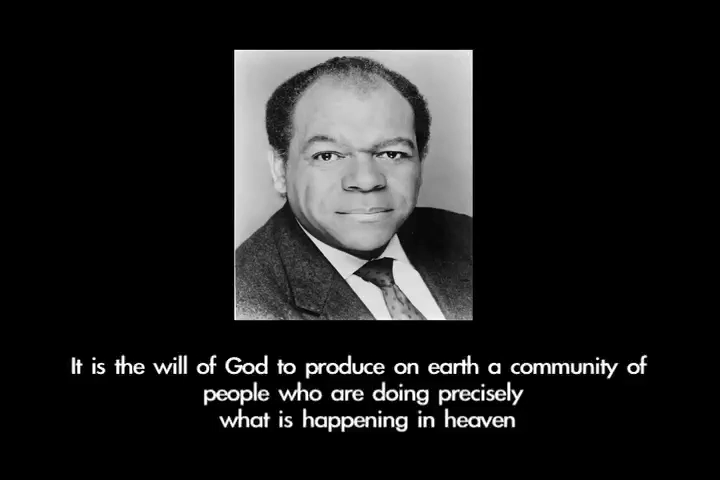 It is the will of God to produce on earth a community of
people who are doing precisely
what is happening in heaven